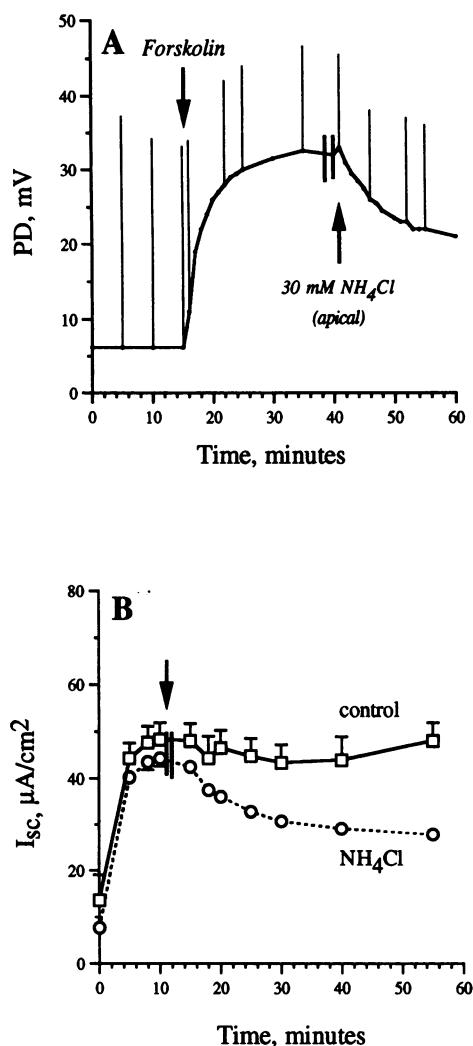 50
A
Forskolin
40
30
20
10
0
PD, mV
30 mM NH₄Cl
(apical)
0 10 20 30 40 50 60
Time, minutes
80
B
60
40
20
0
Isc, µA/cm²
control
NH₄Cl
0 10 20 30 40 50 60
Time, minutes